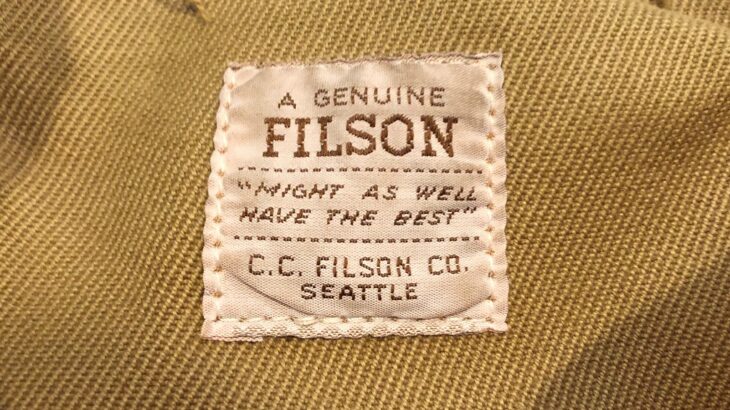 A GENUINE
FILSON
"MIGHT AS WELL
HAVE THE BEST"
C.C. FILSON CO.
SEATTLE